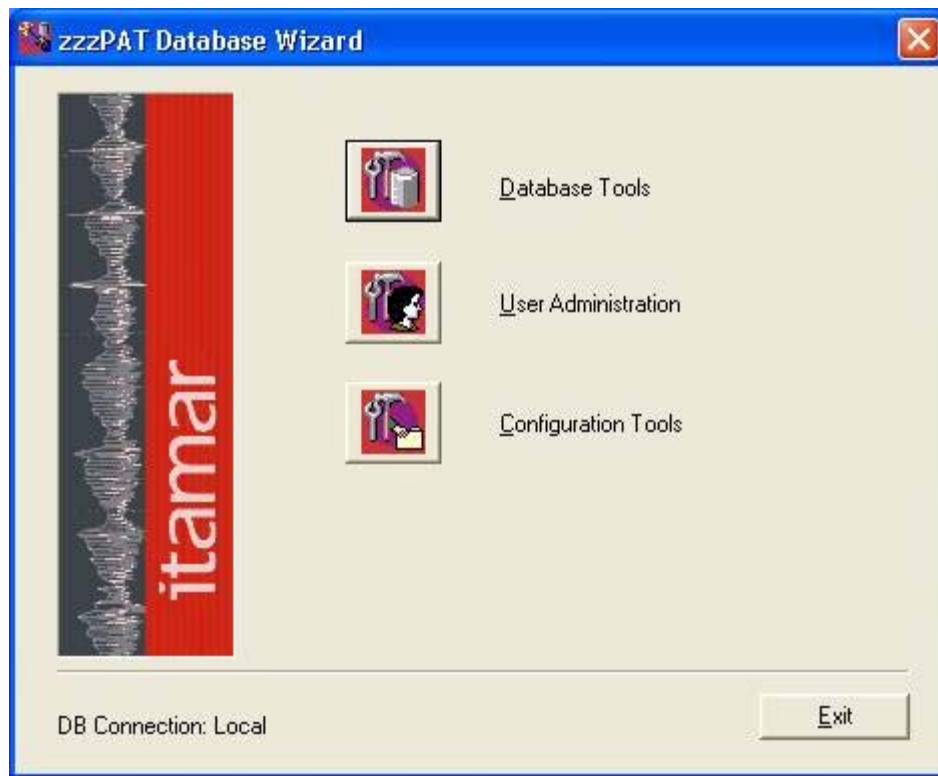 zzzPAT Database Wizard
itamar
Database Tools
User Administration
Configuration Tools
DB Connection: Local
Exit